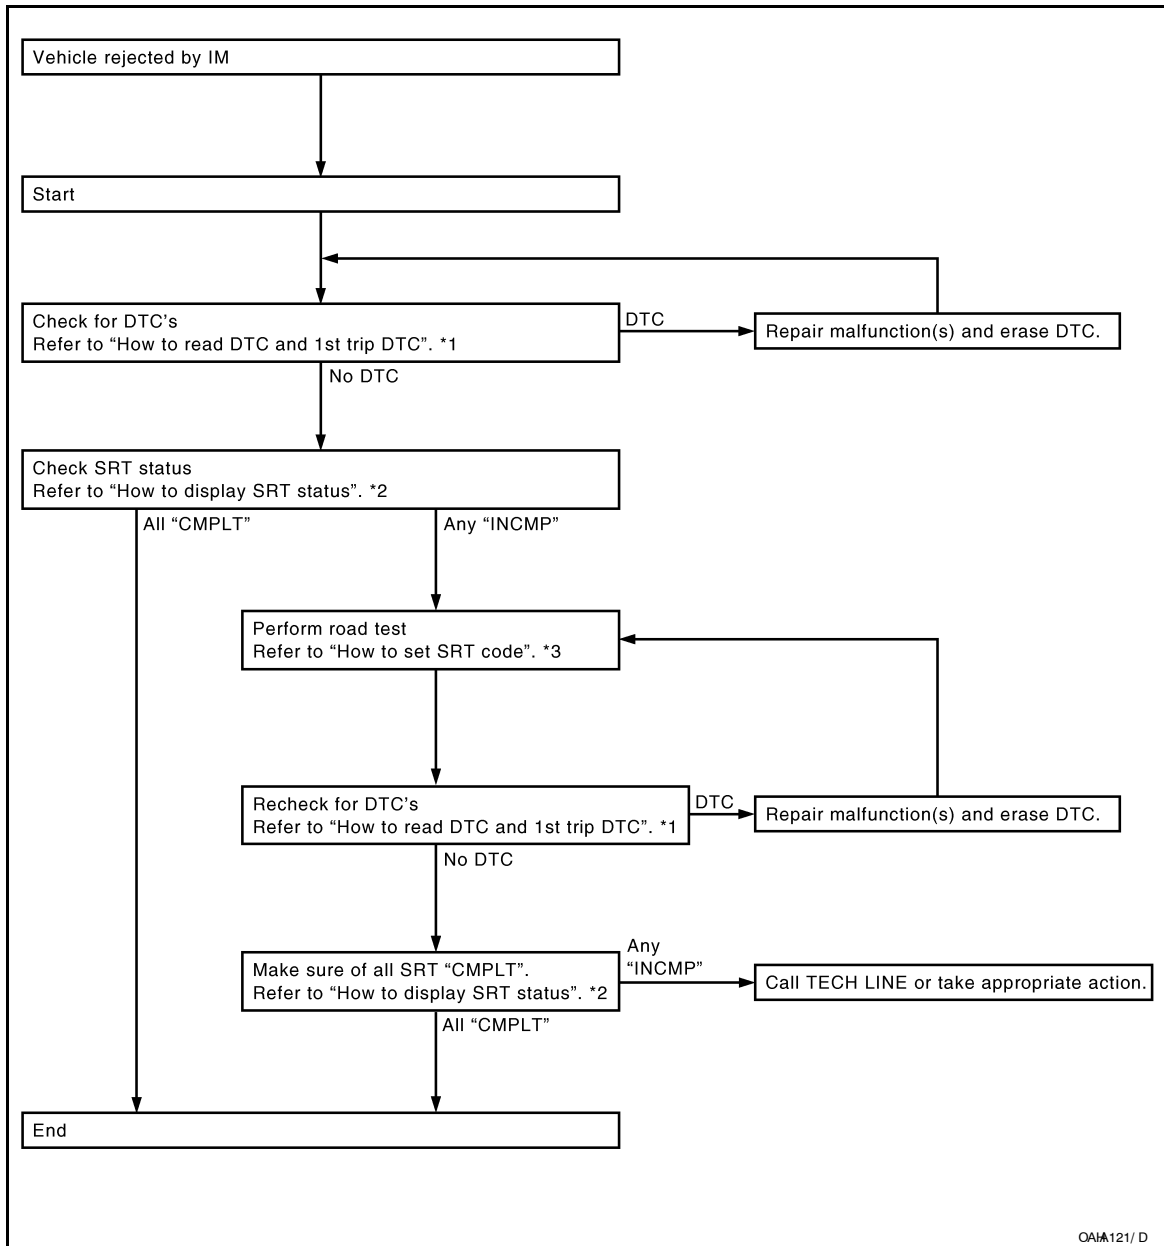 Vehicle rejected by IM
Start
Check for DTC's
Refer to “How to read DTC and 1st trip DTC”. *1
DTC
Repair malfunction(s) and erase DTC.
No DTC
Check SRT status
Refer to “How to display SRT status”. *2
All “CMPLT”
Any “INCMP”
Perform road test
Refer to “How to set SRT code”. *3
Recheck for DTC's
Refer to “How to read DTC and 1st trip DTC”. *1
DTC
Repair malfunction(s) and erase DTC.
No DTC
Make sure of all SRT “CMPLT”.
Refer to “How to display SRT status”. *2
Any
“INCMP”
Call TECH LINE or take appropriate action.
All “CMPLT”
End